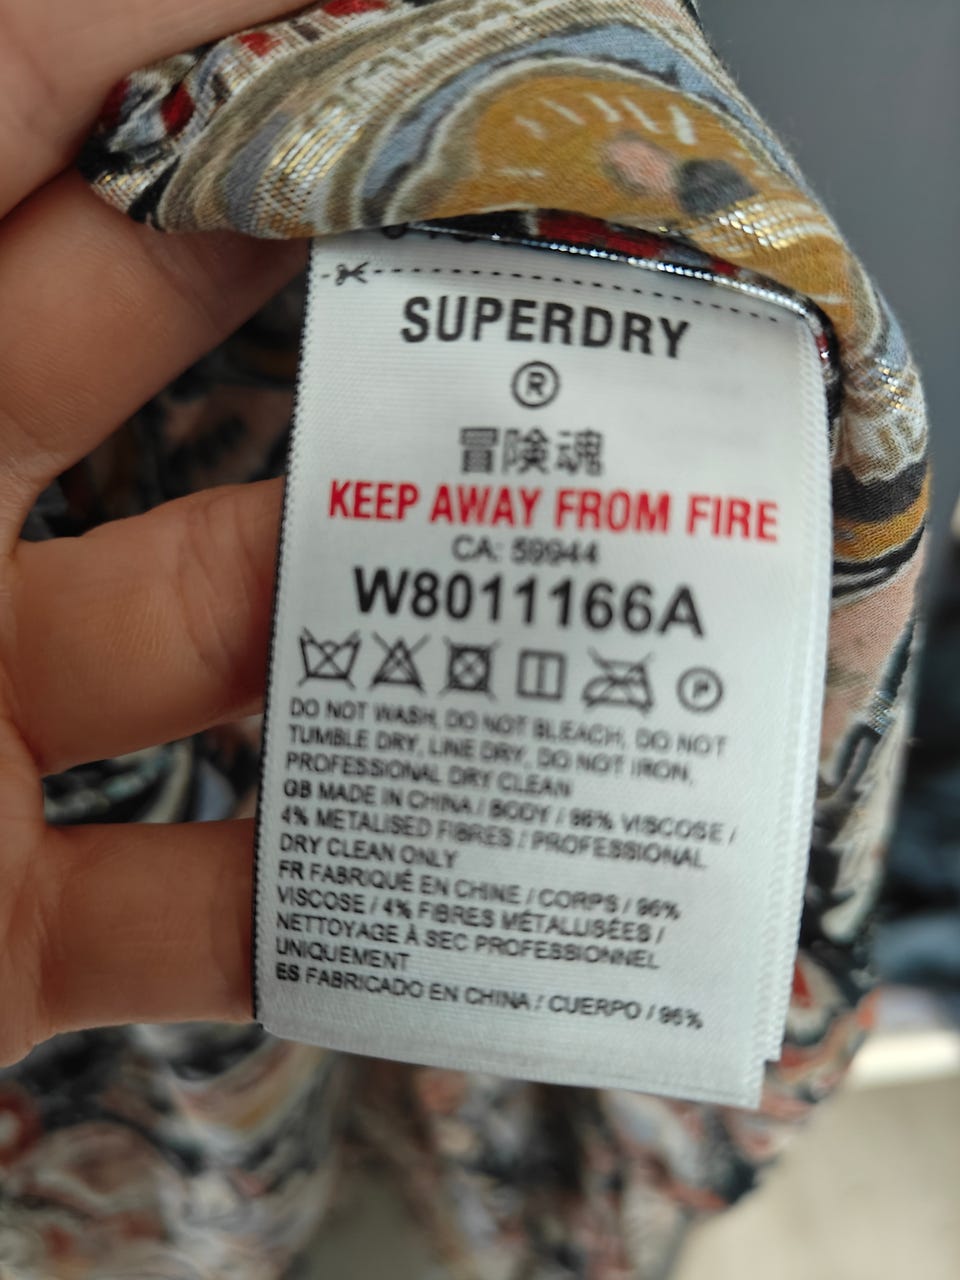 SUPERDRY
®
冒険魂
KEEP AWAY FROM FIRE
CA: 59944
W8011166A
P
DO NOT WASH, DO NOT BLEACH, DO NOT
TUMBLE DRY, LINE DRY, DO NOT IRON,
PROFESSIONAL DRY CLEAN
GB MADE IN CHINA / BODY / 96% VISCOSE /
4% METALISED FIBRES / PROFESSIONAL
DRY CLEAN ONLY
FR FABRIQUÉ EN CHINE / CORPS / 96%
VISCOSE / 4% FIBRES MÉTALLISÉES /
NETTOYAGE À SEC PROFESSIONNEL
UNIQUEMENT
ES FABRICADO EN CHINA / CUERPO / 96%